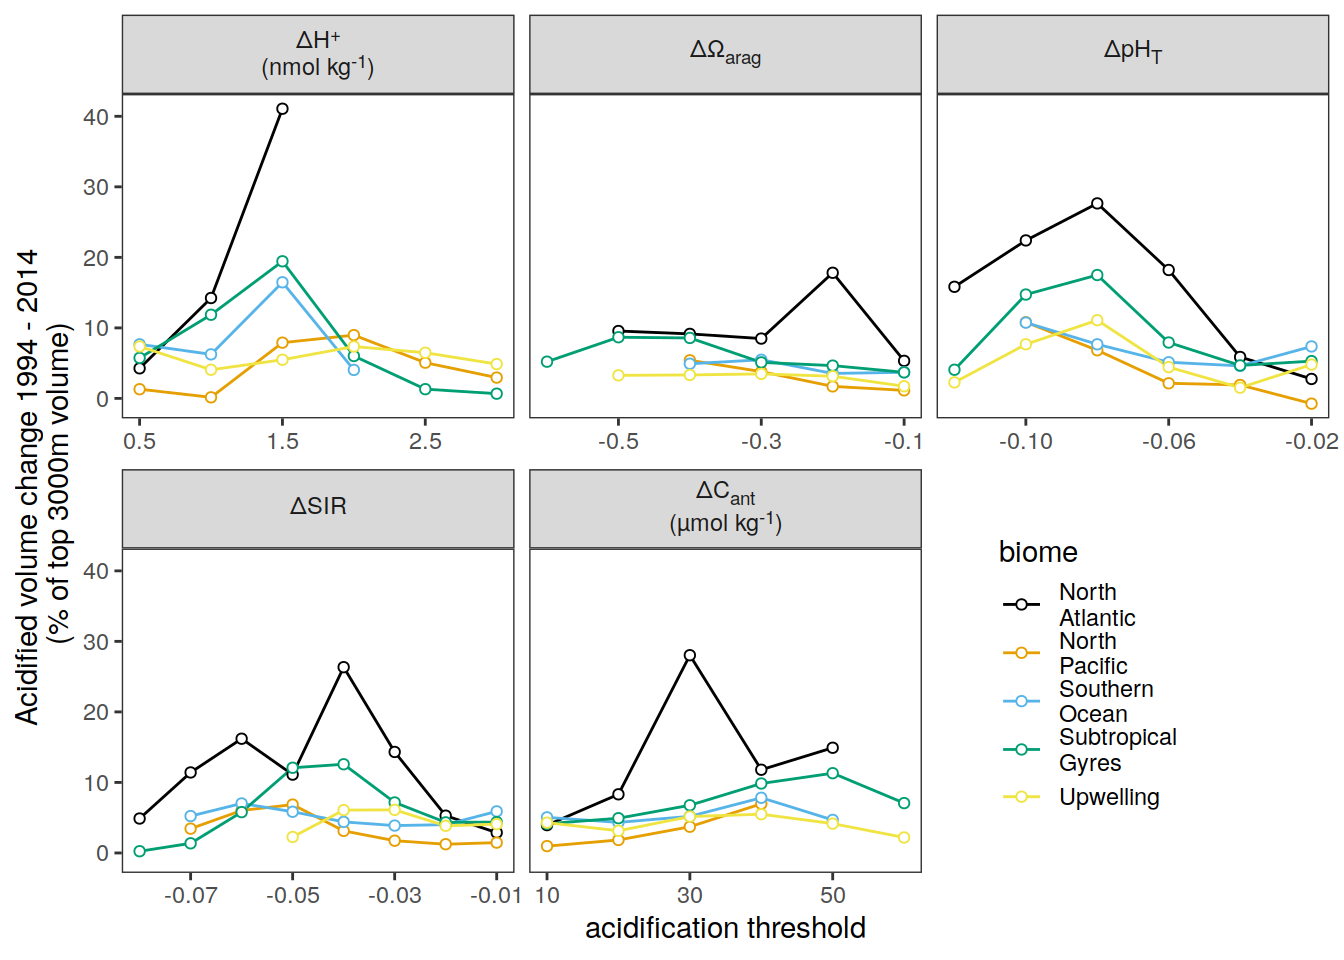 ΔH⁺
(nmol kg⁻¹)
ΔΩarag
ΔpHT
40
30
20
10
0
0.5 1.5 2.5
-0.5 -0.3 -0.1
-0.10 -0.06 -0.02
Acidified volume change 1994 - 2014
(% of top 3000m volume)
ΔSIR
ΔCant
(μmol kg⁻¹)
40
30
20
10
0
-0.07 -0.05 -0.03 -0.01
10 30 50
acidification threshold
biome
North
Atlantic
North
Pacific
Southern
Ocean
Subtropical
Gyres
Upwelling